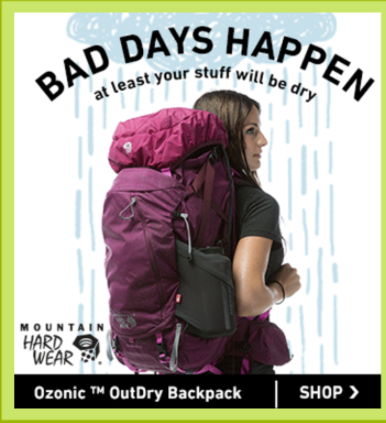 BAD DAYS HAPPEN
at least your stuff will be dry
MOUNTAIN
HARD
WEAR
Ozonic ™ OutDry Backpack
SHOP ❯